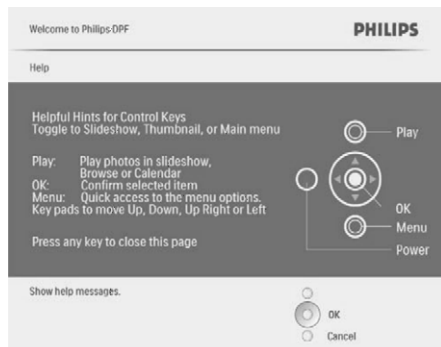 Welcome to Philips-DPF
PHILIPS
Help
Helpful Hints for Control Keys
Toggle to Slideshow, Thumbnail, or Main menu
Play: Play photos in slideshow,
Browse or Calendar
OK: Confirm selected item
Menu: Quick access to the menu options.
Key pads to move Up, Down, Up Right or Left
Press any key to close this page
Play
OK
Menu
Power
Show help messages.
OK
Cancel